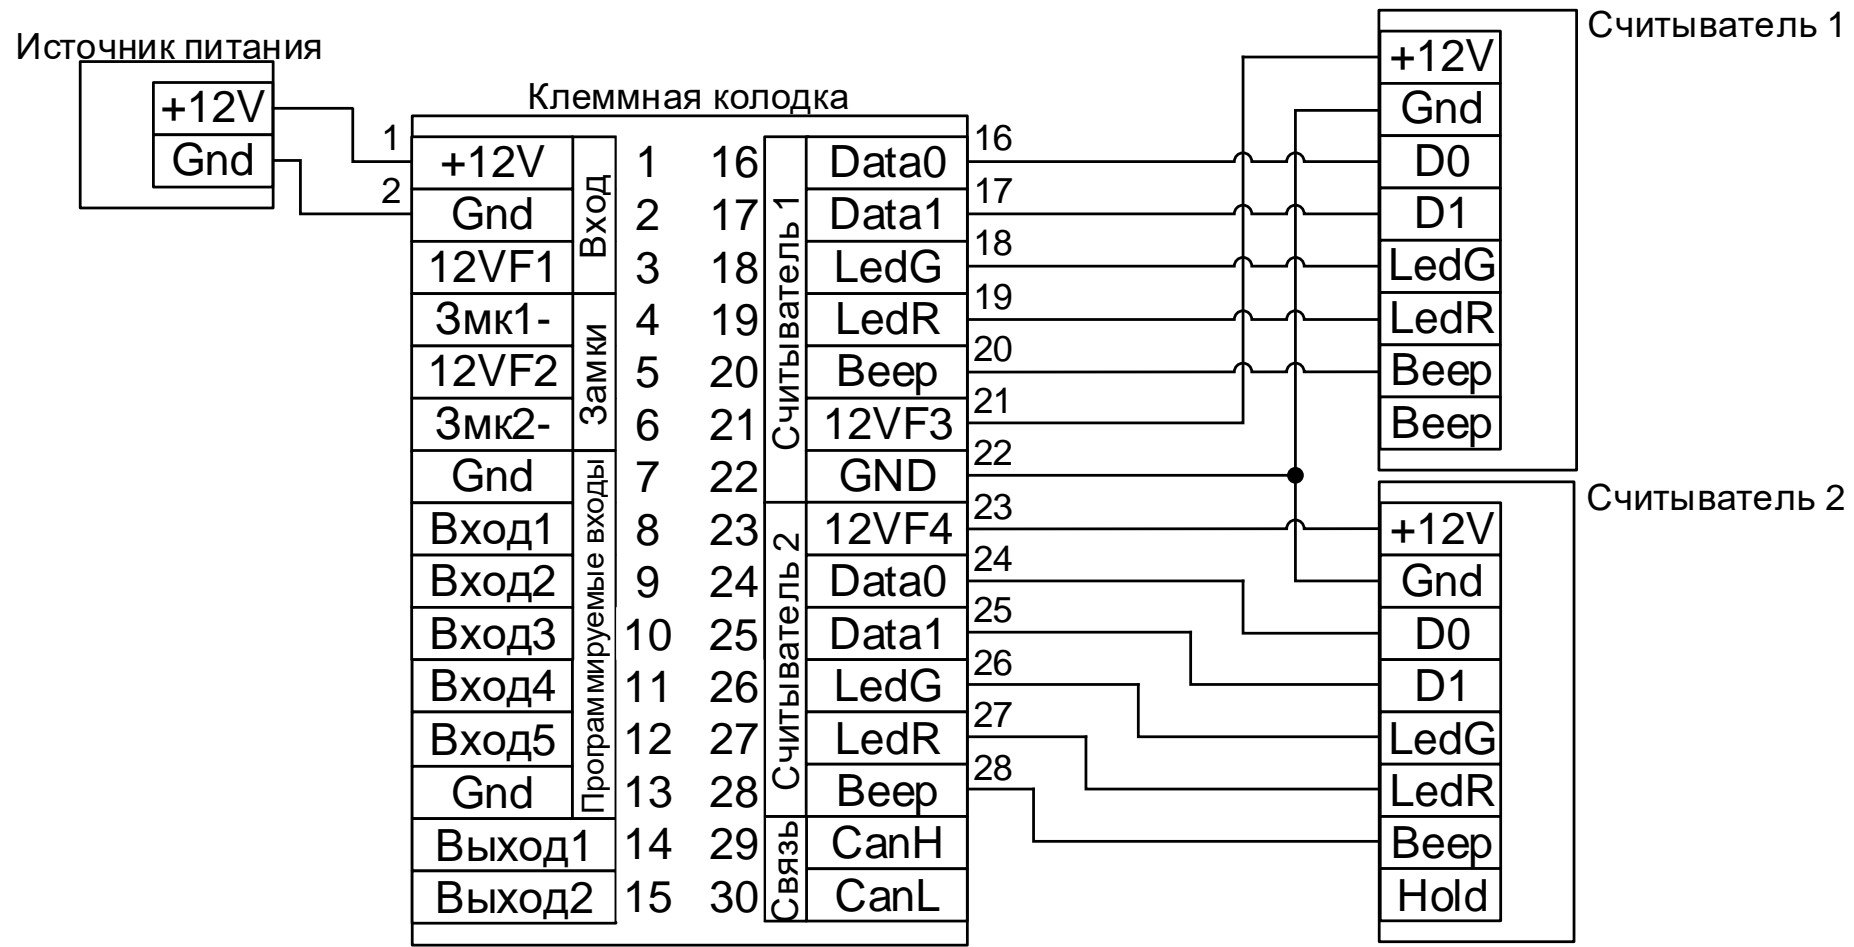 Источник питания
+12V
Gnd
Клеммная колодка
1
2
+12V 1
Gnd 2
12VF1 3
Вход
Змк1- 4
12VF2 5
Змк2- 6
Замки
Gnd 7
Вход1 8
Вход2 9
Вход3 10
Вход4 11
Вход5 12
Gnd 13
Программируемые входы
Выход1 14
Выход2 15
16 Data0 16
17 Data1 17
18 LedG 18
19 LedR 19
20 Beep 20
21 12VF3 21
22 GND 22
Считыватель 1
23 12VF4 23
24 Data0 24
25 Data1 25
26 LedG 26
27 LedR 27
28 Beep 28
Считыватель 2
29 CanH
30 CanL
Связь
Считыватель 1
+12V
Gnd
D0
D1
LedG
LedR
Beep
Beep
Считыватель 2
+12V
Gnd
D0
D1
LedG
LedR
Beep
Hold